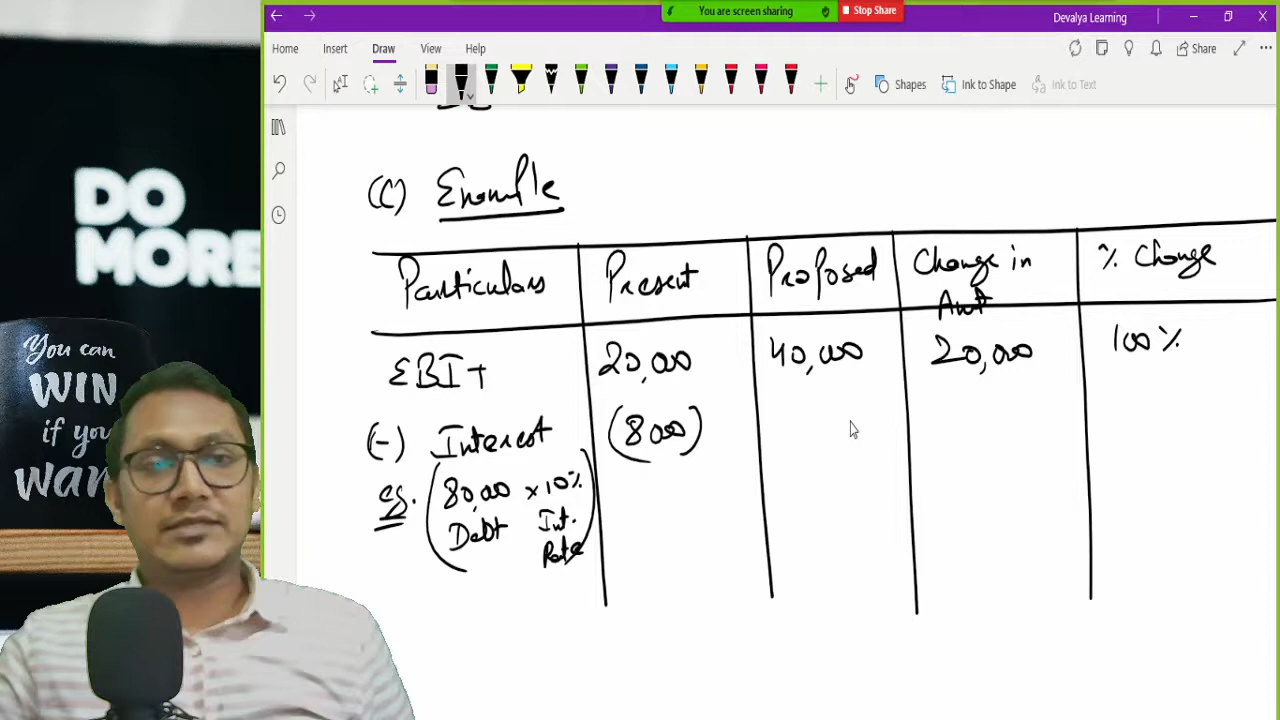 You are screen sharing
Stop Share
Devalya Learning
Home Insert Draw View Help
Share
Shapes
Ink to Shape
Ink to Text
DO
MORE
You can
WIN
if you
Want
(C) Example
Particulars Present Proposed Change in Amt % Change
EBIT 20,000 40,000 20,000 100%
(-) Interest (8000)
eg. (80,000 x 10%
Debt Int.
Rate)